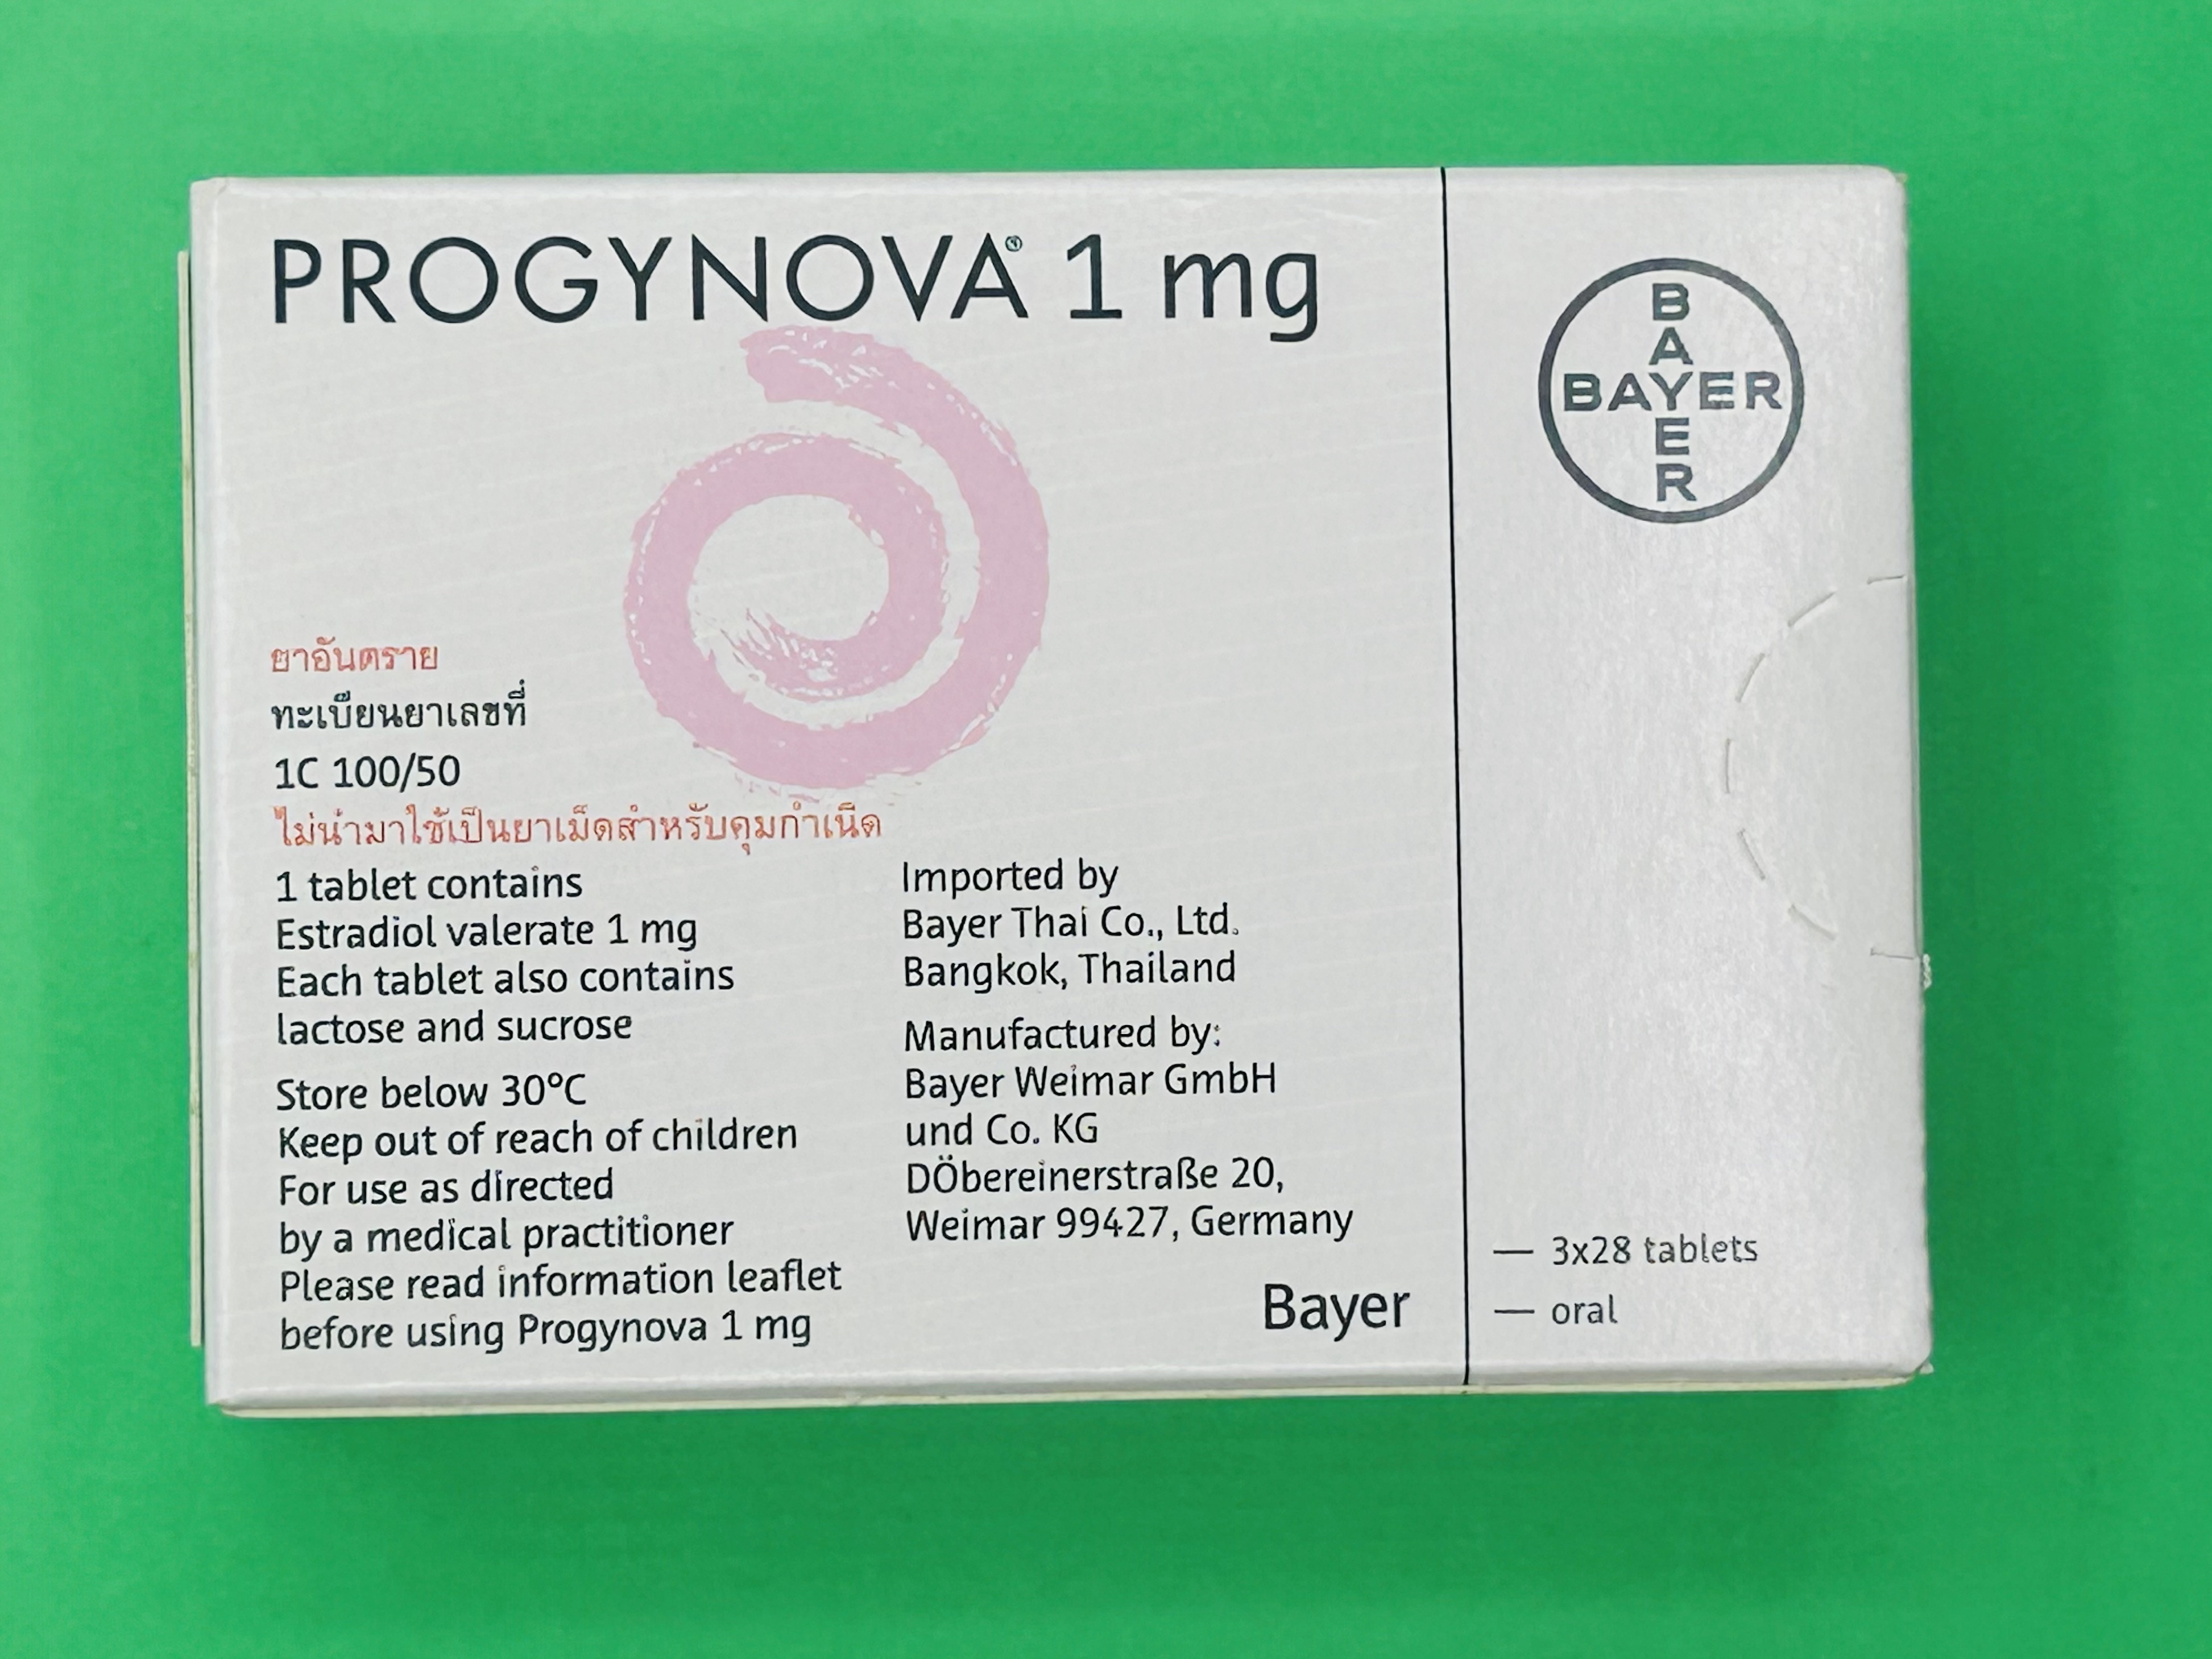 PROGYNOVA® 1 mg
ยาอันตราย
ทะเบียนยาเลขที่
1C 100/50
ไม่นำมาใช้เป็นยาเม็ดสำหรับคุมกำเนิด
1 tablet contains
Estradiol valerate 1 mg
Each tablet also contains
lactose and sucrose
Store below 30°C
Keep out of reach of children
For use as directed
by a medical practitioner
Please read information leaflet
before using Progynova 1 mg
Imported by
Bayer Thai Co., Ltd.
Bangkok, Thailand
Manufactured by:
Bayer Weimar GmbH
und Co. KG
DÖbereinerstraße 20,
Weimar 99427, Germany
Bayer
BAYER
BAYER
— 3x28 tablets
— oral